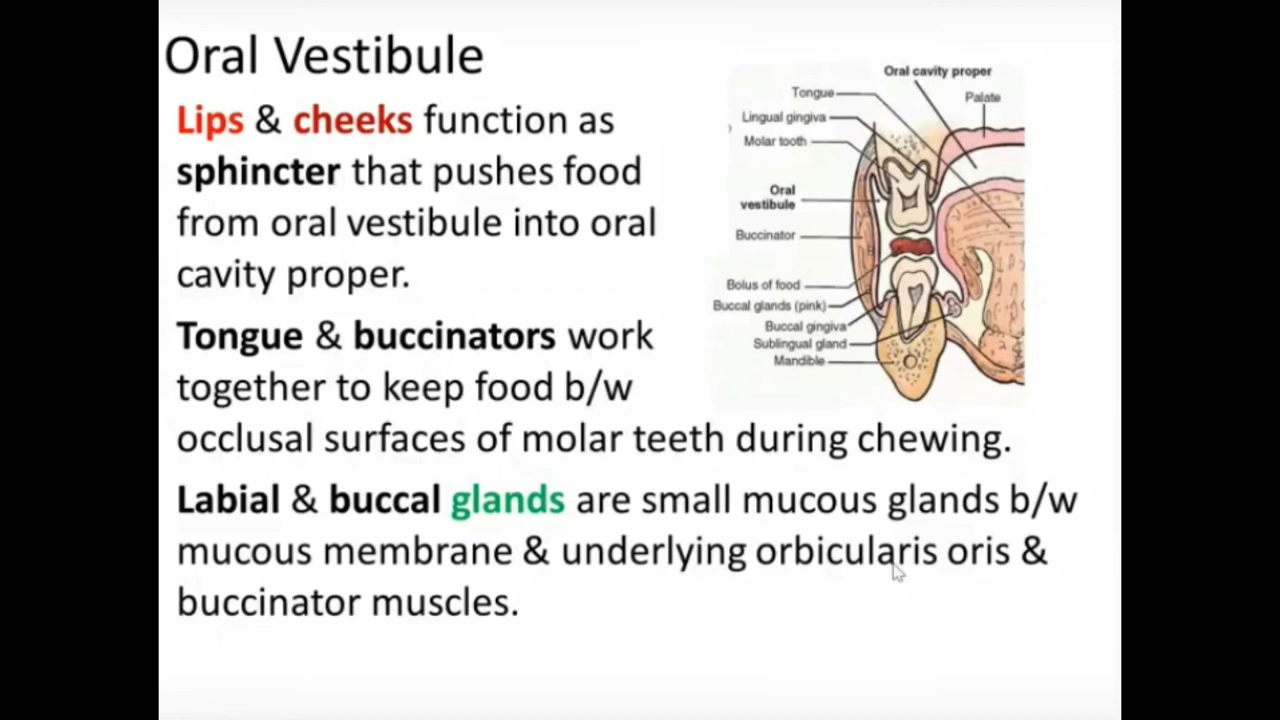 Oral Vestibule
Lips & cheeks function as
sphincter that pushes food
from oral vestibule into oral
cavity proper.
Tongue & buccinators work
together to keep food b/w
occlusal surfaces of molar teeth during chewing.
Labial & buccal glands are small mucous glands b/w
mucous membrane & underlying orbicularis oris &
buccinator muscles.
Oral cavity proper
Tongue
Palate
Lingual gingiva
Molar tooth
Oral
vestibule
Buccinator
Bolus of food
Buccal glands (pink)
Buccal gingiva
Sublingual gland
Mandible